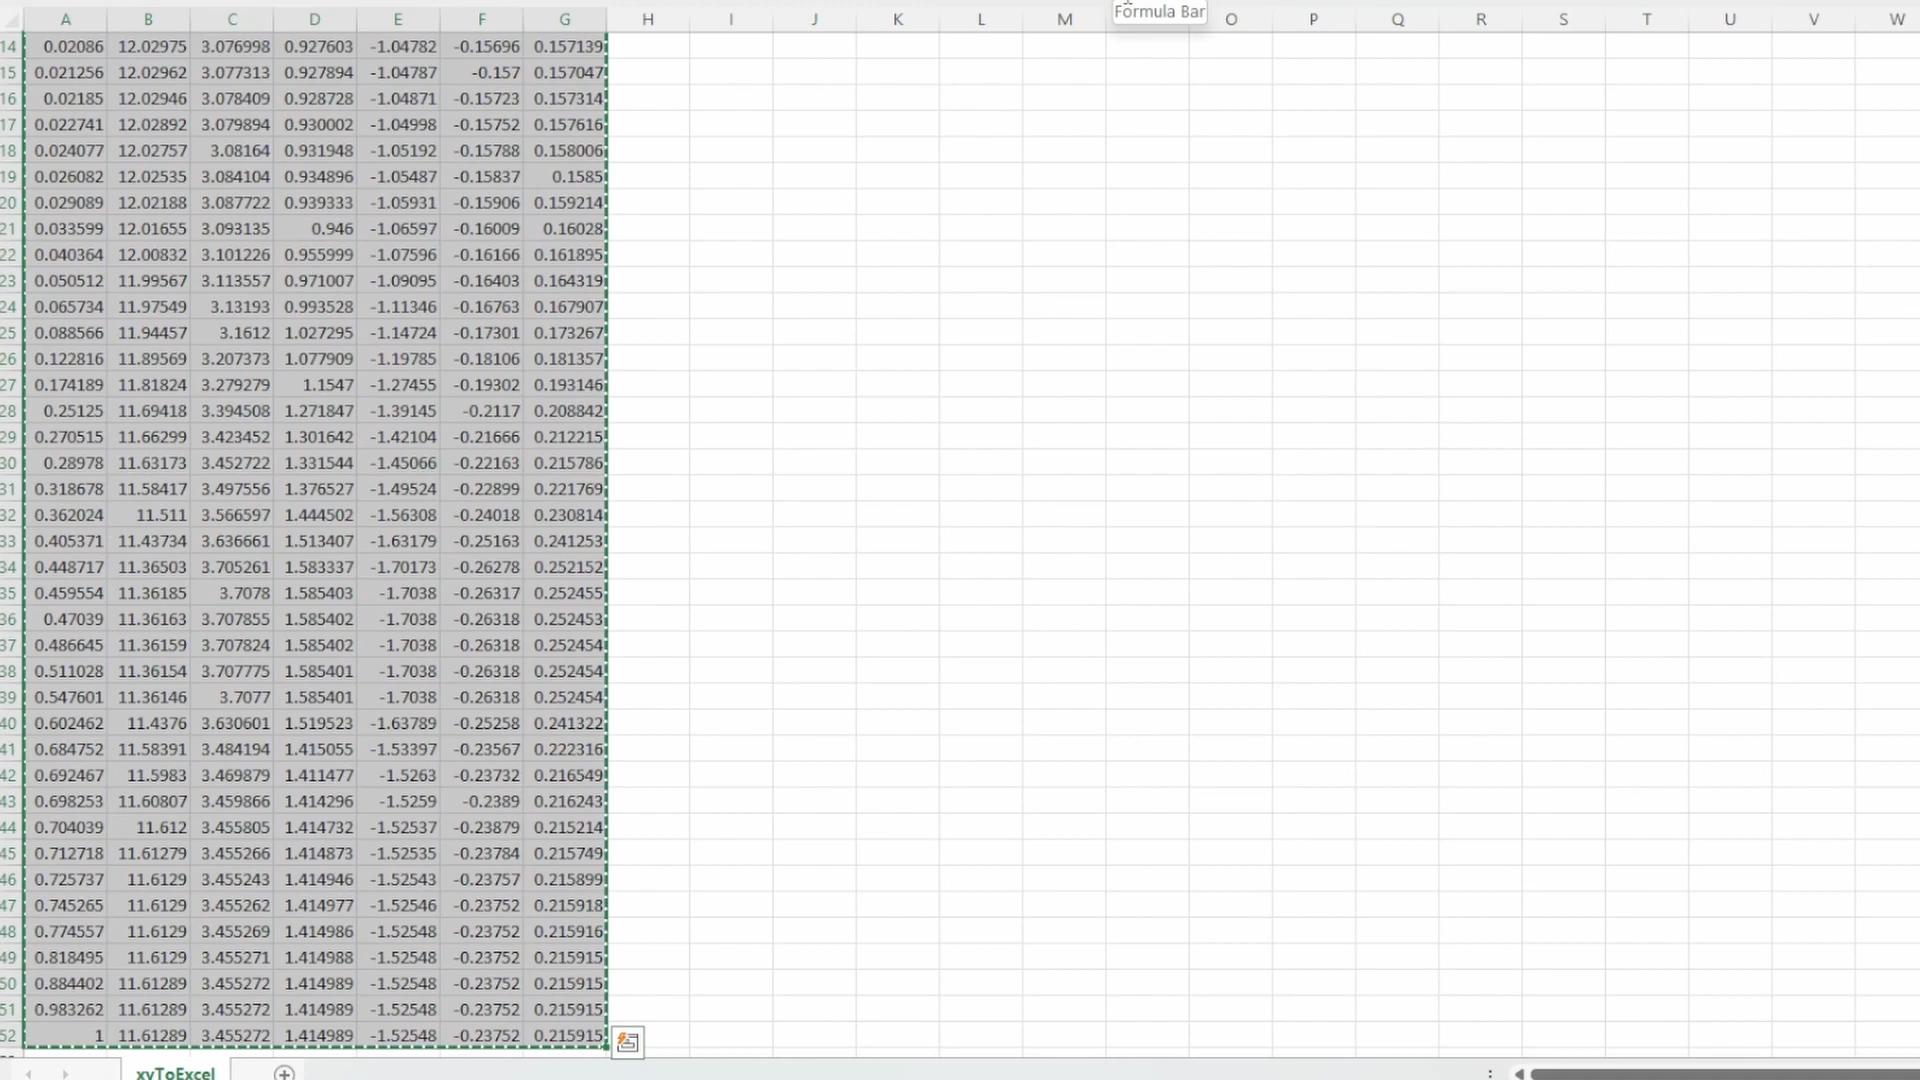 Formula Bar
A B C D E F G H I J K L M O P Q R S T U V W
14 0.02086 12.02975 3.076998 0.927603 -1.04782 -0.15696 0.157139
15 0.021256 12.02962 3.077313 0.927894 -1.04787 -0.157 0.157047
16 0.02185 12.02946 3.078409 0.928728 -1.04871 -0.15723 0.157314
17 0.022741 12.02892 3.079894 0.930002 -1.04998 -0.15752 0.157616
18 0.024077 12.02757 3.08164 0.931948 -1.05192 -0.15788 0.158006
19 0.026082 12.02535 3.084104 0.934896 -1.05487 -0.15837 0.1585
20 0.029089 12.02188 3.087722 0.939333 -1.05931 -0.15906 0.159214
21 0.033599 12.01655 3.093135 0.946 -1.06597 -0.16009 0.16028
22 0.040364 12.00832 3.101226 0.955999 -1.07596 -0.16166 0.161895
23 0.050512 11.99567 3.113557 0.971007 -1.09095 -0.16403 0.164319
24 0.065734 11.97549 3.13193 0.993528 -1.11346 -0.16763 0.167907
25 0.088566 11.94457 3.1612 1.027295 -1.14724 -0.17301 0.173267
26 0.122816 11.89569 3.207373 1.077909 -1.19785 -0.18106 0.181357
27 0.174189 11.81824 3.279279 1.1547 -1.27455 -0.19302 0.193146
28 0.25125 11.69418 3.394508 1.271847 -1.39145 -0.2117 0.208842
29 0.270515 11.66299 3.423452 1.301642 -1.42104 -0.21666 0.212215
30 0.28978 11.63173 3.452722 1.331544 -1.45066 -0.22163 0.215786
31 0.318678 11.58417 3.497556 1.376527 -1.49524 -0.22899 0.221769
32 0.362024 11.511 3.566597 1.444502 -1.56308 -0.24018 0.230814
33 0.405371 11.43734 3.636661 1.513407 -1.63179 -0.25163 0.241253
34 0.448717 11.36503 3.705261 1.583337 -1.70173 -0.26278 0.252152
35 0.459554 11.36185 3.7078 1.585403 -1.7038 -0.26317 0.252455
36 0.47039 11.36163 3.707855 1.585402 -1.7038 -0.26318 0.252453
37 0.486645 11.36159 3.707824 1.585402 -1.7038 -0.26318 0.252454
38 0.511028 11.36154 3.707775 1.585401 -1.7038 -0.26318 0.252454
39 0.547601 11.36146 3.7077 1.585401 -1.7038 -0.26318 0.252454
40 0.602462 11.4376 3.630601 1.519523 -1.63789 -0.25258 0.241322
41 0.684752 11.58391 3.484194 1.415055 -1.53397 -0.23567 0.222316
42 0.692467 11.5983 3.469879 1.411477 -1.5263 -0.23732 0.216549
43 0.698253 11.60807 3.459866 1.414296 -1.5259 -0.2389 0.216243
44 0.704039 11.612 3.455805 1.414732 -1.52537 -0.23879 0.215214
45 0.712718 11.61279 3.455266 1.414873 -1.52535 -0.23784 0.215749
46 0.725737 11.6129 3.455243 1.414946 -1.52543 -0.23757 0.215899
47 0.745265 11.6129 3.455262 1.414977 -1.52546 -0.23752 0.215918
48 0.774557 11.6129 3.455269 1.414986 -1.52548 -0.23752 0.215916
49 0.818495 11.6129 3.455271 1.414988 -1.52548 -0.23752 0.215915
50 0.884402 11.61289 3.455272 1.414989 -1.52548 -0.23752 0.215915
51 0.983262 11.61289 3.455272 1.414989 -1.52548 -0.23752 0.215915
52 1 11.61289 3.455272 1.414989 -1.52548 -0.23752 0.215915
xyToExcel